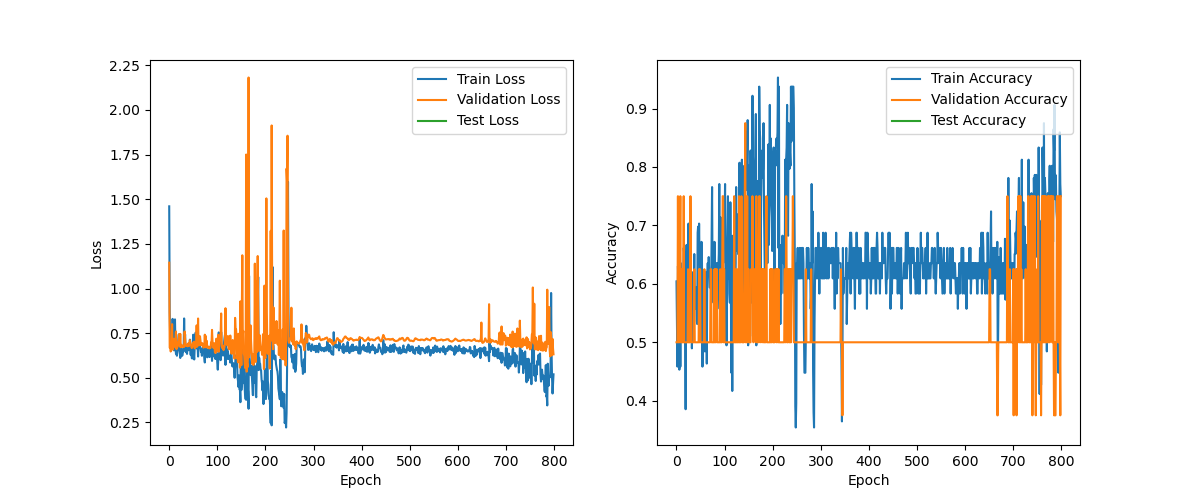 2.25
2.00
1.75
1.50
1.25
1.00
0.75
0.50
0.25
Loss
0 100 200 300 400 500 600 700 800
Epoch
Train Loss
Validation Loss
Test Loss
0.9
0.8
0.7
0.6
0.5
0.4
Accuracy
0 100 200 300 400 500 600 700 800
Epoch
Train Accuracy
Validation Accuracy
Test Accuracy